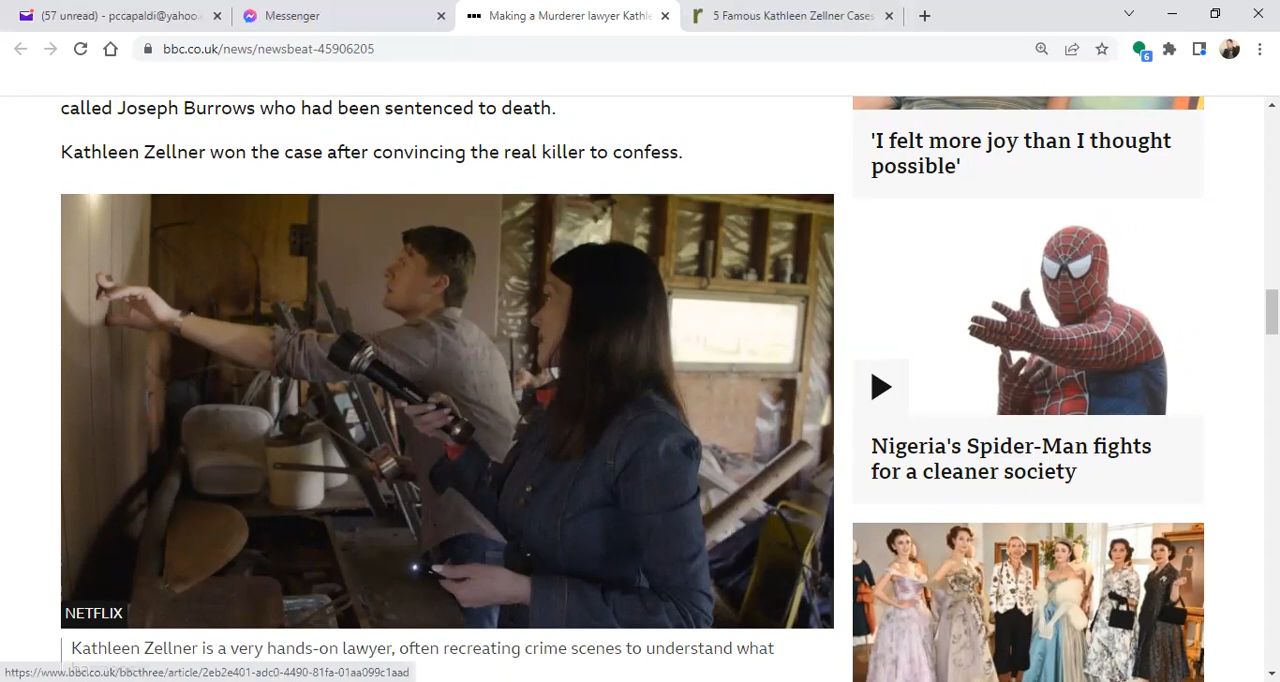 (57 unread) - pccapaldi@yahoo
Messenger
Making a Murderer lawyer Kathle
5 Famous Kathleen Zellner Cases
bbc.co.uk/news/newsbeat-45906205
6
called Joseph Burrows who had been sentenced to death.
Kathleen Zellner won the case after convincing the real killer to confess.
NETFLIX
Kathleen Zellner is a very hands-on lawyer, often recreating crime scenes to understand what
'I felt more joy than I thought
possible'
Nigeria's Spider-Man fights
for a cleaner society
https://www.bbc.co.uk/bbcthree/article/2eb2e401-adc0-4490-81fa-01aa099c1aad